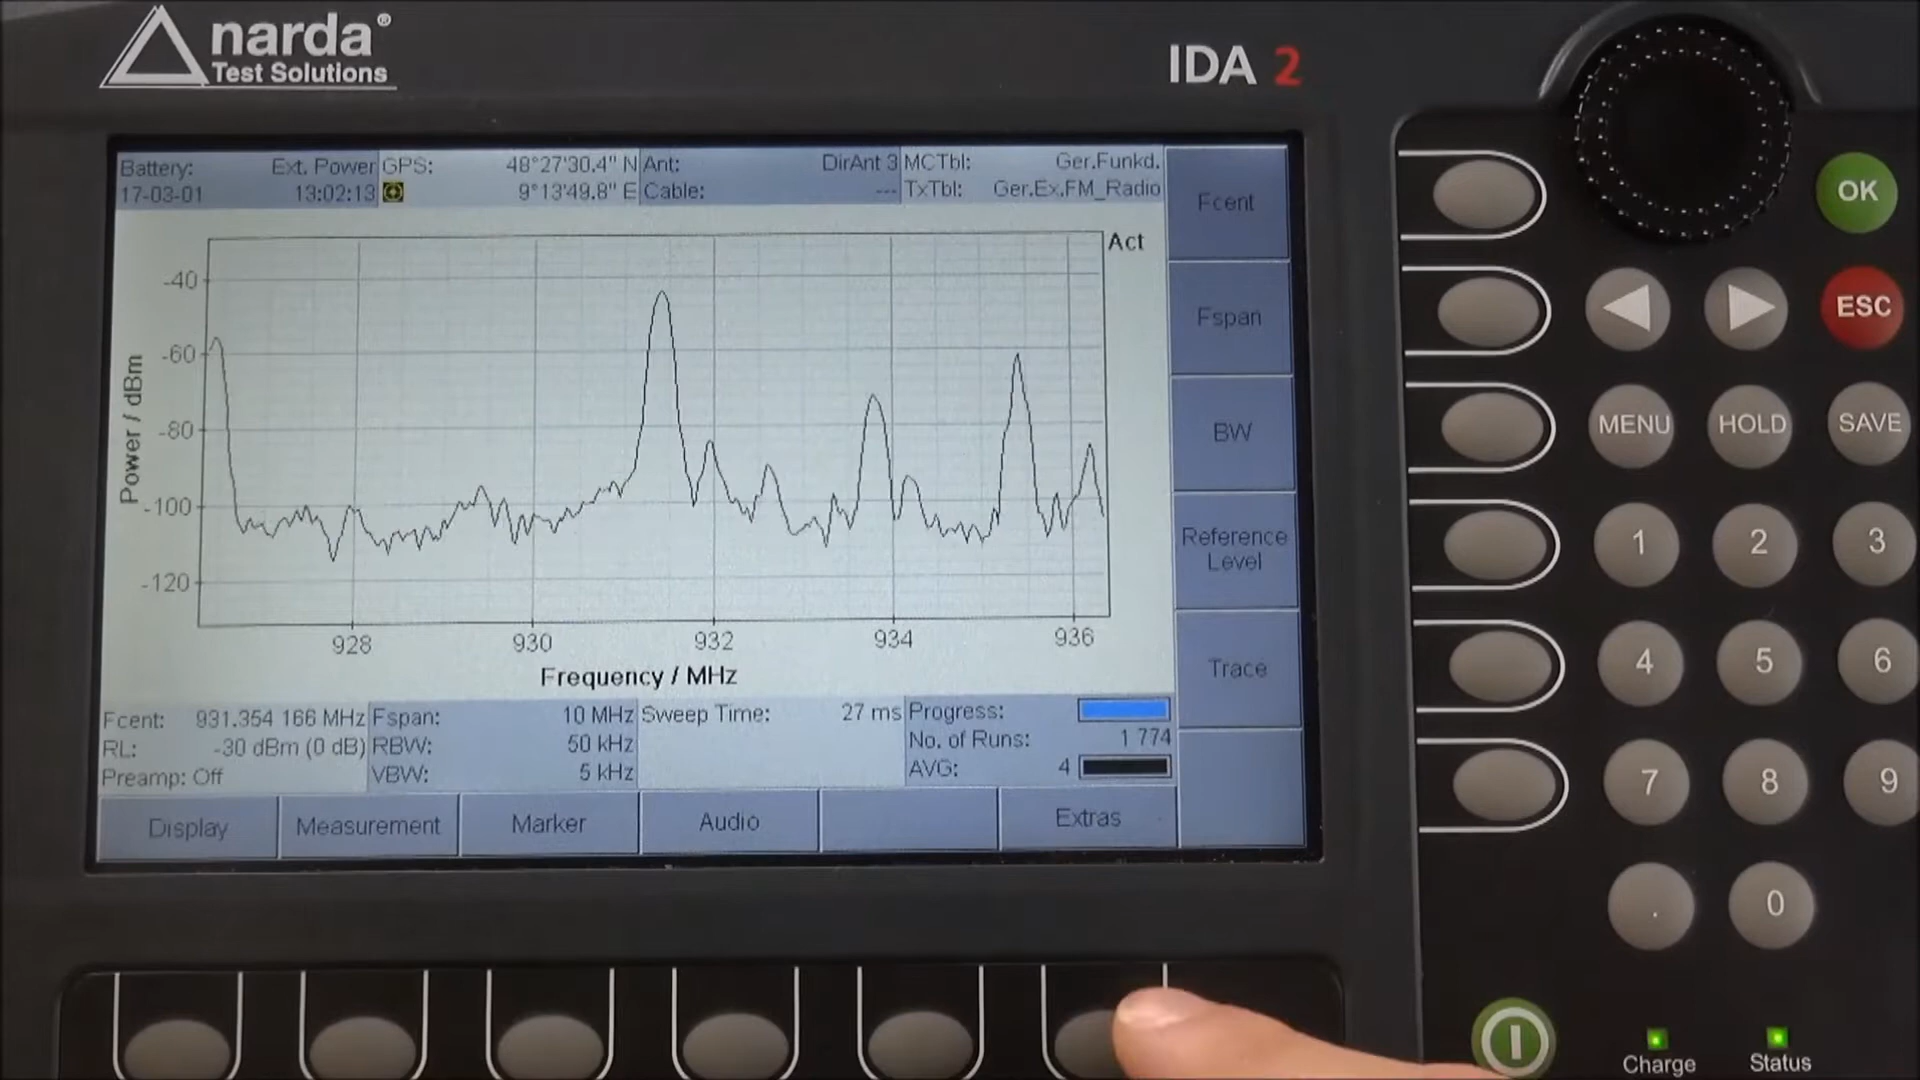 narda®
Test Solutions
IDA 2
Battery: Ext. Power GPS: 48°27'30.4" N Ant: DirAnt 3 MCTbl: Ger.Funkd.
17-03-01 13:02:13 9°13'49.8" E Cable: --- TxTbl: Ger.Ex.FM_Radio
Act
-40
-60
-80
-100
-120
Power / dBm
928 930 932 934 936
Frequency / MHz
Fcent: 931.354 166 MHz Fspan: 10 MHz Sweep Time: 27 ms Progress:
RL: -30 dBm (0 dB) RBW: 50 kHz No. of Runs: 1 774
Preamp: Off VBW: 5 kHz AVG: 4
Display Measurement Marker Audio Extras
Fcent
Fspan
BW
Reference
Level
Trace
OK
ESC
MENU HOLD SAVE
1 2 3
4 5 6
7 8 9
. 0
Charge Status